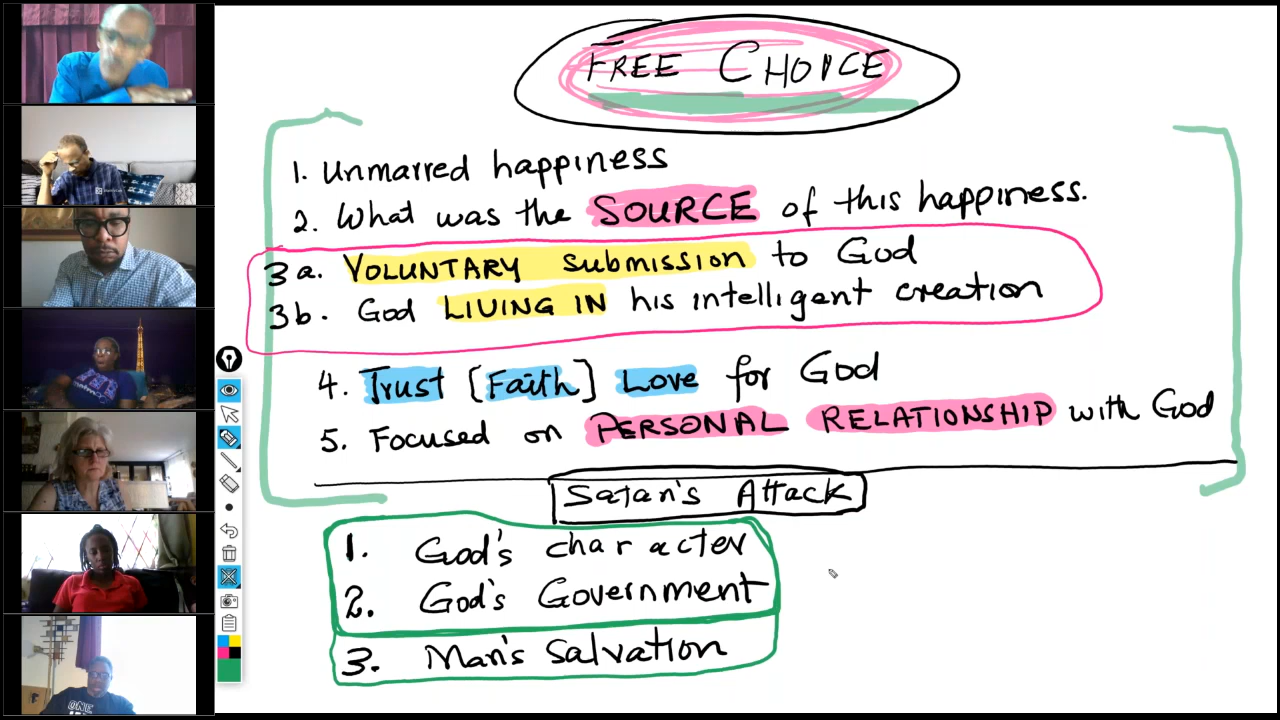 FREE CHOICE
1. Unmarred happiness
2. What was the SOURCE of this happiness.
3a. VOLUNTARY submission to God
3b. God LIVING IN his intelligent creation
4. Trust [Faith] Love for God
5. Focused on PERSONAL RELATIONSHIP with God
Satan's Attack
1. God's character
2. God's Government
3. Man's Salvation
ONE